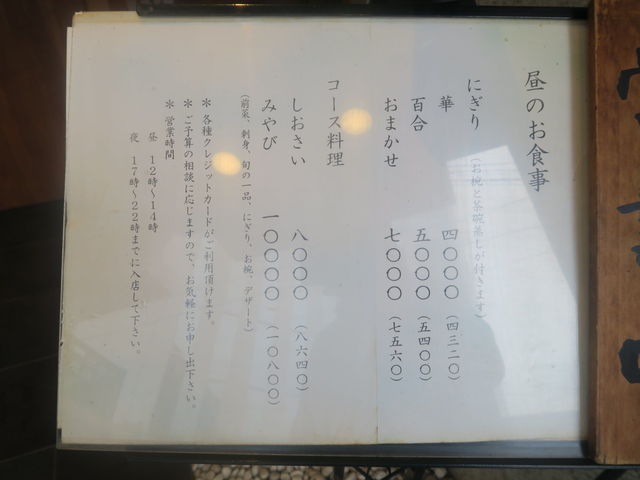 昼のお食事
にぎり（お椀と茶碗蒸しが付きます）
華 四〇〇〇（四三二〇）
百合 五〇〇〇（五四〇〇）
おまかせ 七〇〇〇（七五六〇）
コース料理
しおさい 八〇〇〇（八六四〇）
みやび 一〇〇〇〇（一〇八〇〇）
（前菜、刺身、旬の一品、にぎり、お椀、デザート）
＊各種クレジットカードがご利用頂けます。
＊ご予算の相談に応じますので、お気軽にお申し出下さい。
＊営業時間
昼 12時〜14時
夜 17時〜22時までに入店して下さい。